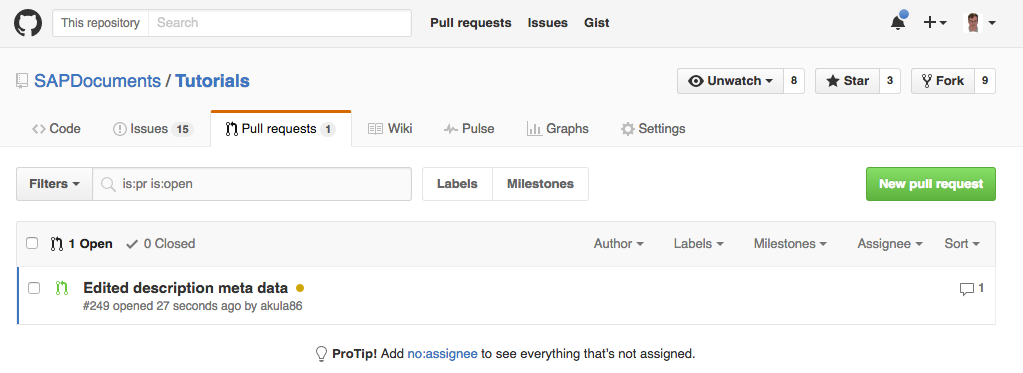 This repository Search Pull requests Issues Gist
SAPDocuments / Tutorials Unwatch 8 Star 3 Fork 9
Code Issues 15 Pull requests 1 Wiki Pulse Graphs Settings
Filters is:pr is:open Labels Milestones New pull request
1 Open 0 Closed Author Labels Milestones Assignee Sort
Edited description meta data 1
#249 opened 27 seconds ago by akula86
ProTip! Add no:assignee to see everything that's not assigned.